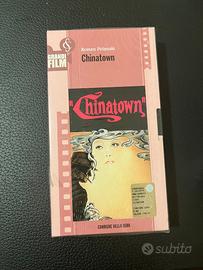 GRANDI
FILM
Roman Polanski
Chinatown
Chinatown
CORRIERE DELLA SERA
subito